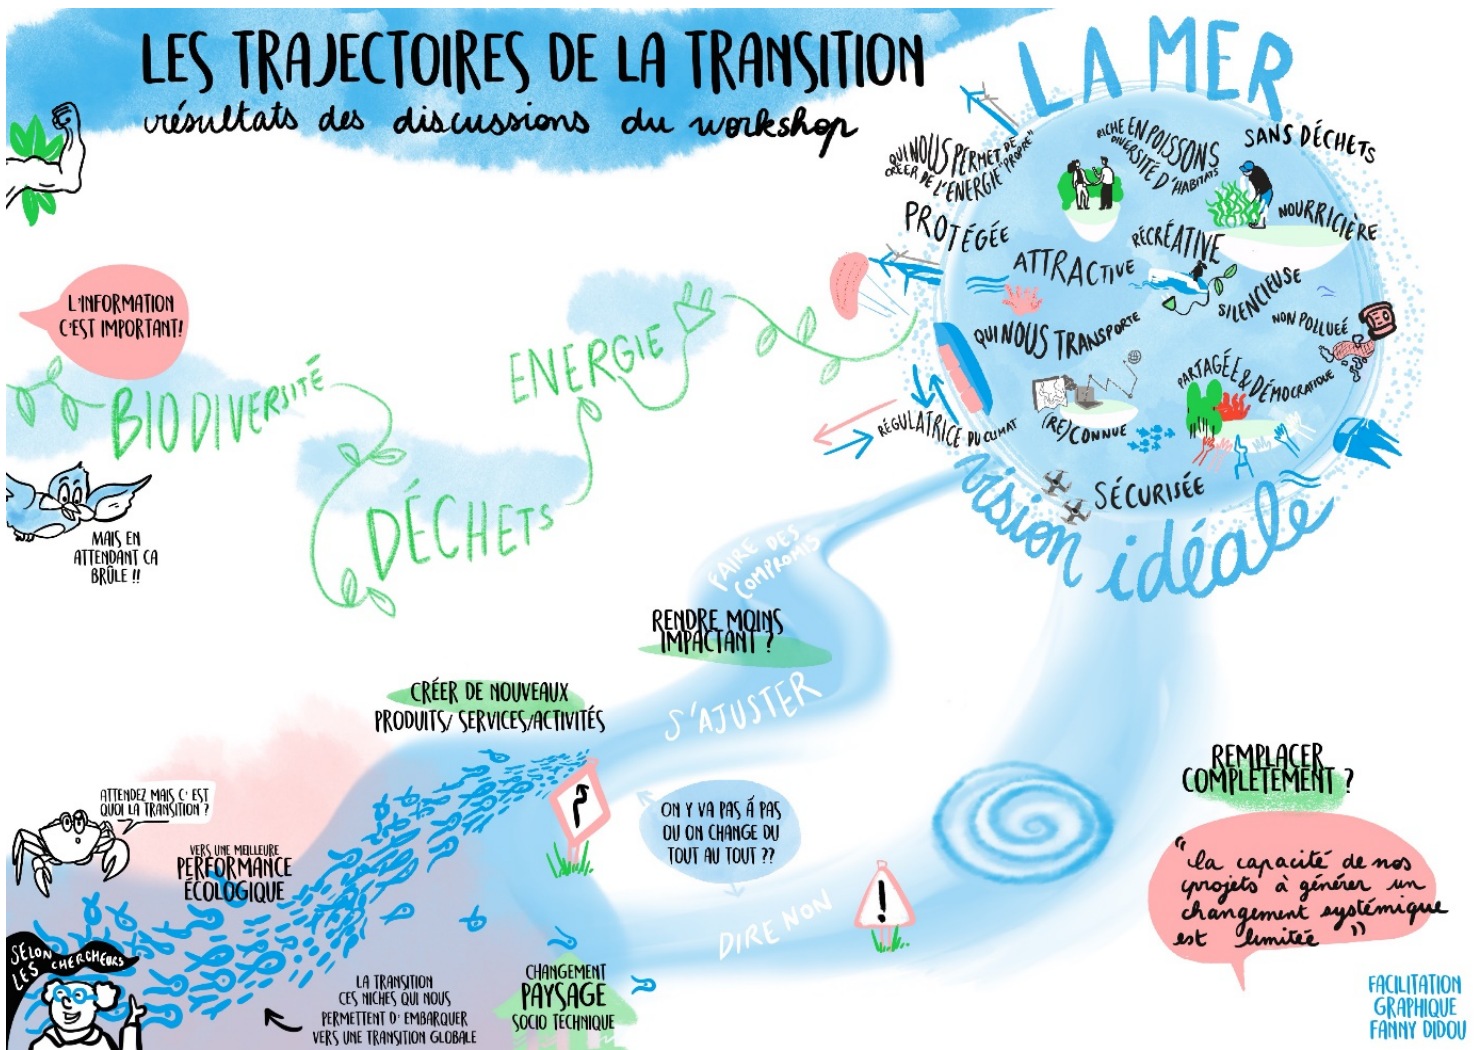 LES TRAJECTOIRES DE LA TRANSITION
résultats des discussions du workshop
LA MER
QUI NOUS PERMET DE
CRÉER DE L'ÉNERGIE "PROPRE"
RICHE EN POISSONS
DIVERSITÉ D'HABITATS
SANS DÉCHETS
NOURRICIÈRE
PROTÉGÉE
ATTRACTIVE
RÉCRÉATIVE
SILENCIEUSE
NON POLLUEÉ
QUI NOUS TRANSPORTE
PARTAGÉE & DÉMOCRATIQUE
RÉGULATRICE DU CLIMAT
(RE)CONNUE
SÉCURISÉE
vision idéale
L'INFORMATION
C'EST IMPORTANT!
BIODIVERSITÉ
DÉCHETS
ENERGIE
MAIS EN
ATTENDANT CA
BRÛLE !!
FAIRE DES
COMPROMIS
RENDRE MOINS
IMPACTANT ?
CRÉER DE NOUVEAUX
PRODUITS/ SERVICES/ACTIVITÉS
S'AJUSTER
ATTENDEZ MAIS C'EST
QUOI LA TRANSITION ?
VERS UNE MEILLEURE
PERFORMANCE
ÉCOLOGIQUE
ON Y VA PAS Á PAS
OU ON CHANGE DU
TOUT AU TOUT ??
REMPLACER
COMPLÈTEMENT ?
"la capacité de nos
projets à générer un
changement systémique
est limitée"
DIRE NON
!
SELON
LES CHERCHEURS
LA TRANSITION
CES NICHES QUI NOUS
PERMETTENT D'EMBARQUER
VERS UNE TRANSITION GLOBALE
CHANGEMENT
PAYSAGE
SOCIO TECHNIQUE
FACILITATION
GRAPHIQUE
FANNY DIDOU